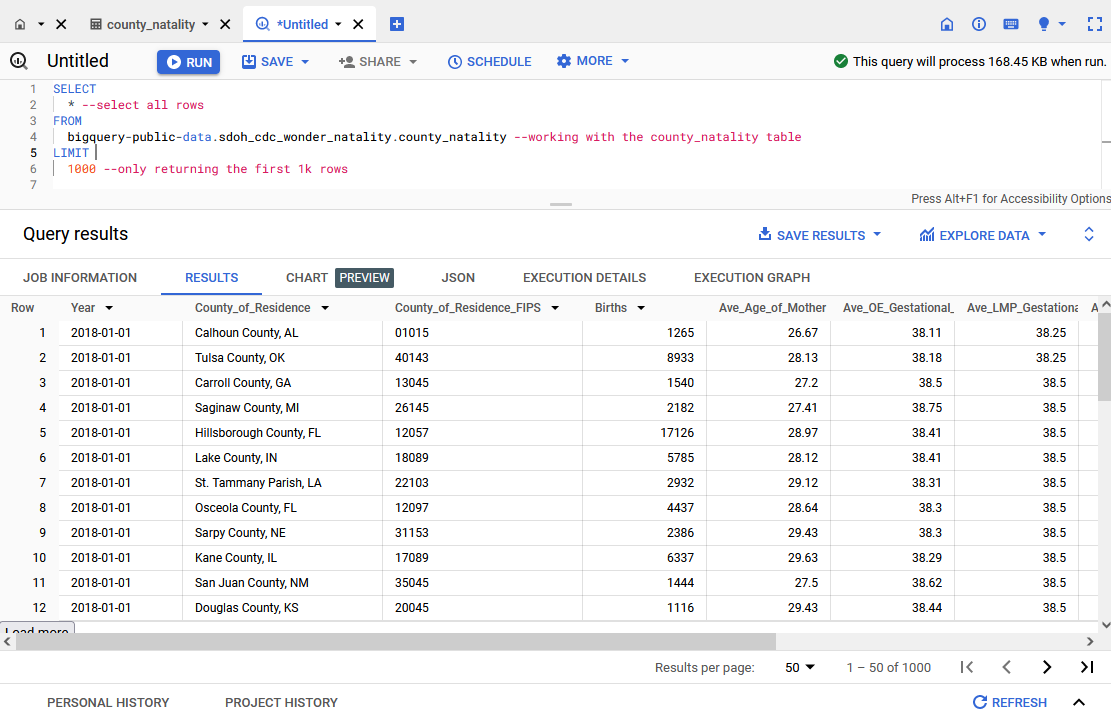 county_natality
*Untitled
Untitled RUN SAVE SHARE SCHEDULE MORE This query will process 168.45 KB when run.
1 SELECT
2 * --select all rows
3 FROM
4 bigquery-public-data.sdoh_cdc_wonder_natality.county_natality --working with the county_natality table
5 LIMIT
6 1000 --only returning the first 1k rows
7
Press Alt+F1 for Accessibility Options
Query results SAVE RESULTS EXPLORE DATA
JOB INFORMATION RESULTS CHART PREVIEW JSON EXECUTION DETAILS EXECUTION GRAPH
Row Year County_of_Residence County_of_Residence_FIPS Births Ave_Age_of_Mother Ave_OE_Gestational_ Ave_LMP_Gestationa A
1 2018-01-01 Calhoun County, AL 01015 1265 26.67 38.11 38.25
2 2018-01-01 Tulsa County, OK 40143 8933 28.13 38.18 38.25
3 2018-01-01 Carroll County, GA 13045 1540 27.2 38.5 38.5
4 2018-01-01 Saginaw County, MI 26145 2182 27.41 38.75 38.5
5 2018-01-01 Hillsborough County, FL 12057 17126 28.97 38.41 38.5
6 2018-01-01 Lake County, IN 18089 5785 28.12 38.41 38.5
7 2018-01-01 St. Tammany Parish, LA 22103 2932 29.12 38.31 38.5
8 2018-01-01 Osceola County, FL 12097 4437 28.64 38.3 38.5
9 2018-01-01 Sarpy County, NE 31153 2386 29.43 38.3 38.5
10 2018-01-01 Kane County, IL 17089 6337 29.63 38.29 38.5
11 2018-01-01 San Juan County, NM 35045 1444 27.5 38.62 38.5
12 2018-01-01 Douglas County, KS 20045 1116 29.43 38.44 38.5
Load more
Results per page: 50 1 – 50 of 1000
PERSONAL HISTORY PROJECT HISTORY REFRESH